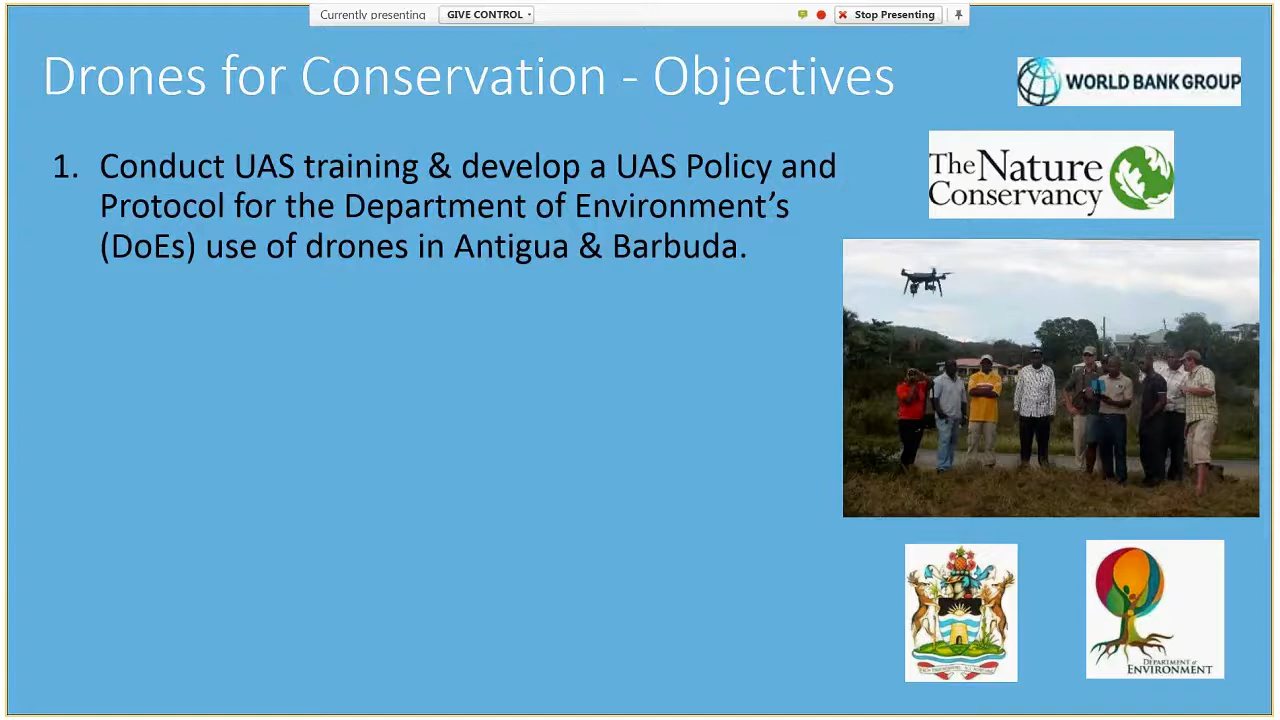 Currently presenting
GIVE CONTROL
Stop Presenting
Drones for Conservation - Objectives
WORLD BANK GROUP
The Nature
Conservancy
1. Conduct UAS training & develop a UAS Policy and
Protocol for the Department of Environment’s
(DoEs) use of drones in Antigua & Barbuda.
DEPARTMENT of
ENVIRONMENT